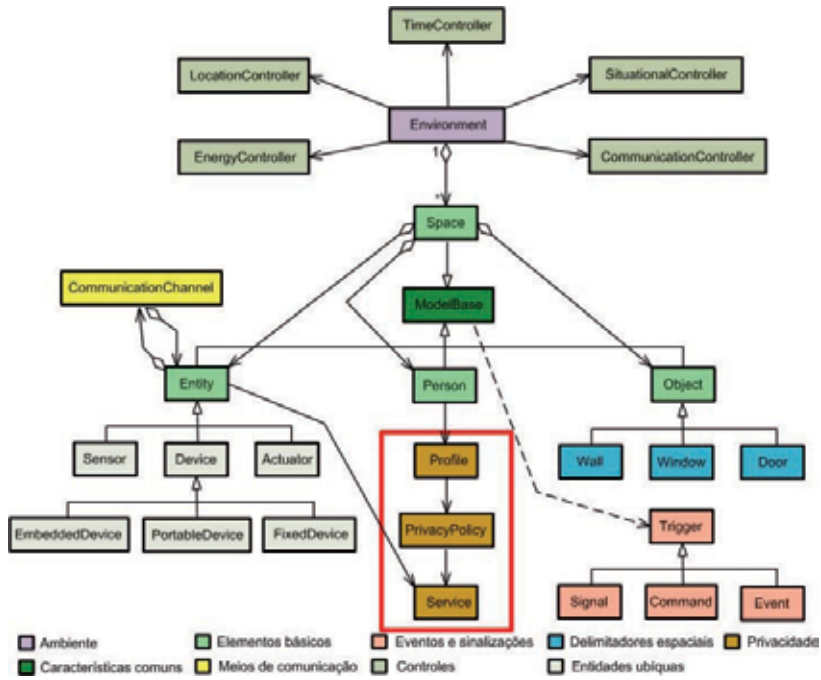 TimeController
LocationController
SituationalController
Environment
EnergyController
CommunicationController
1
*
Space
CommunicationChannel
ModelBase
Entity
Person
Object
Sensor
Device
Actuator
Profile
Wall
Window
Door
EmbeddedDevice
PortableDevice
FixedDevice
PrivacyPolicy
Trigger
Service
Signal
Command
Event
Ambiente
Elementos básicos
Eventos e sinalizações
Delimitadores espaciais
Privacidade
Características comuns
Meios de comunicação
Controles
Entidades ubíquas